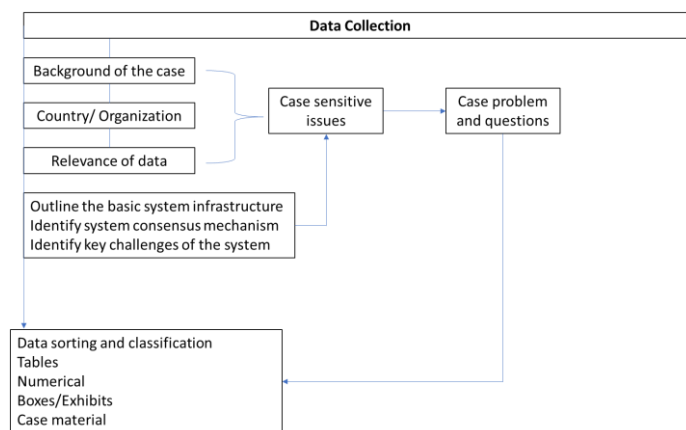 Data Collection
Background of the case
Country/ Organization
Relevance of data
Case sensitive
issues
Case problem
and questions
Outline the basic system infrastructure
Identify system consensus mechanism
Identify key challenges of the system
Data sorting and classification
Tables
Numerical
Boxes/Exhibits
Case material